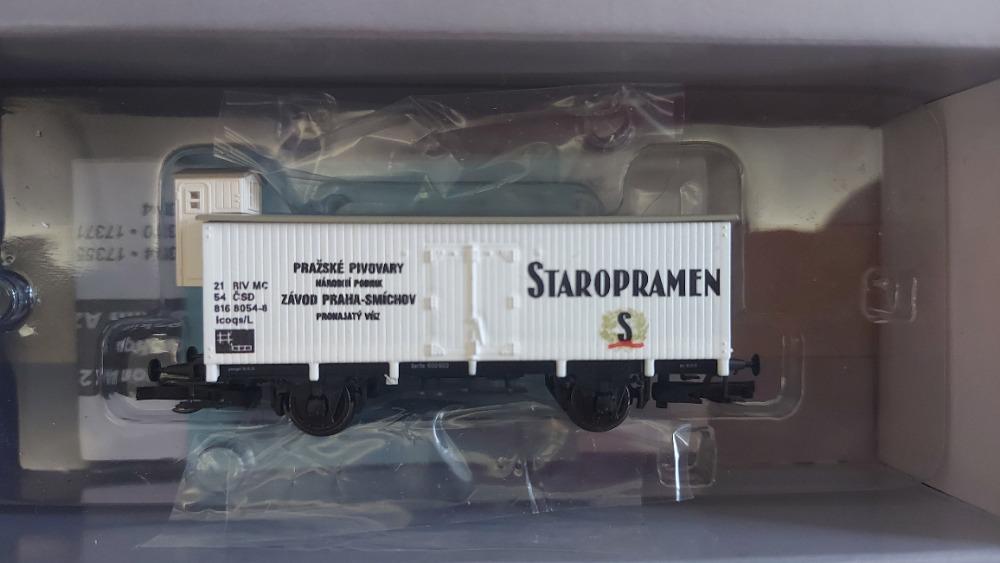 PRAŽSKÉ PIVOVARY
NÁRODNÍ PODNIK
ZÁVOD PRAHA-SMÍCHOV
PRONAJATÝ VŮZ
21 RIV MC
54 ČSD
816 8054-8
Icoqs/L
STAROPRAMEN
S
17371